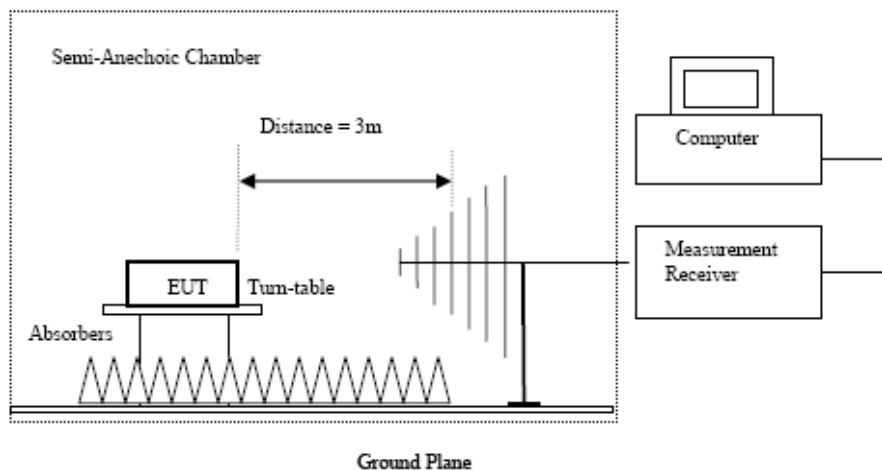 Semi-Anechoic Chamber
Distance = 3m
Computer
Measurement
Receiver
EUT
Turn-table
Absorbers
Ground Plane